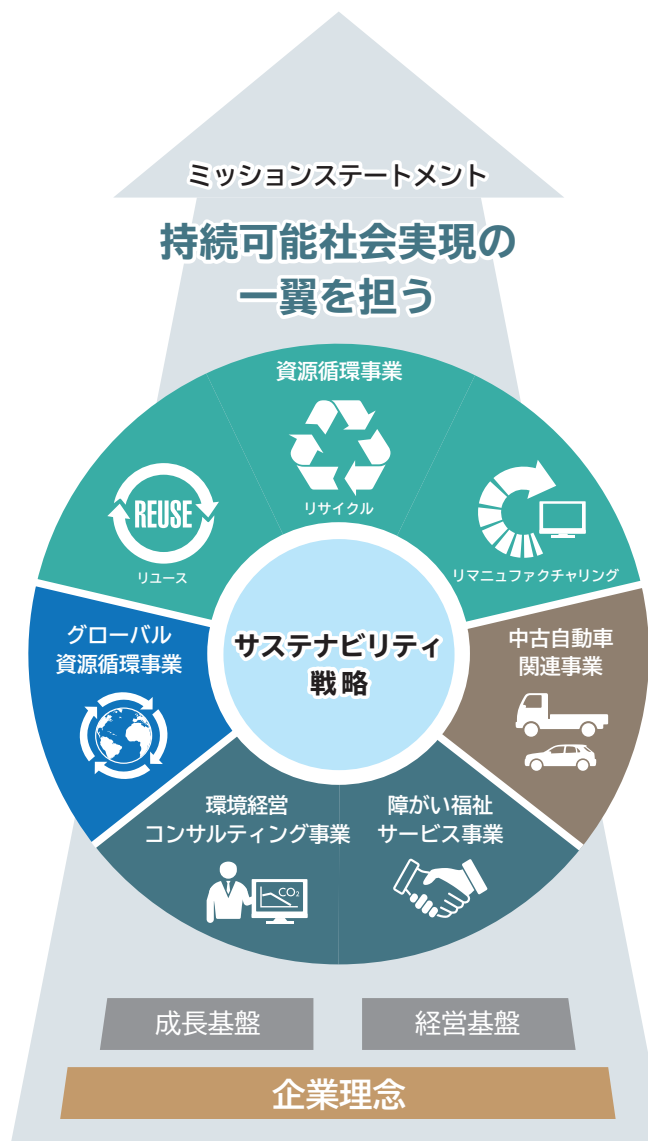 ミッションステートメント
持続可能社会実現の
一翼を担う
資源循環事業
リサイクル
REUSE
リユース
リマニュファクチャリング
グローバル
資源循環事業
サステナビリティ
戦略
中古自動車
関連事業
環境経営
コンサルティング事業
CO₂
障がい福祉
サービス事業
成長基盤
経営基盤
企業理念